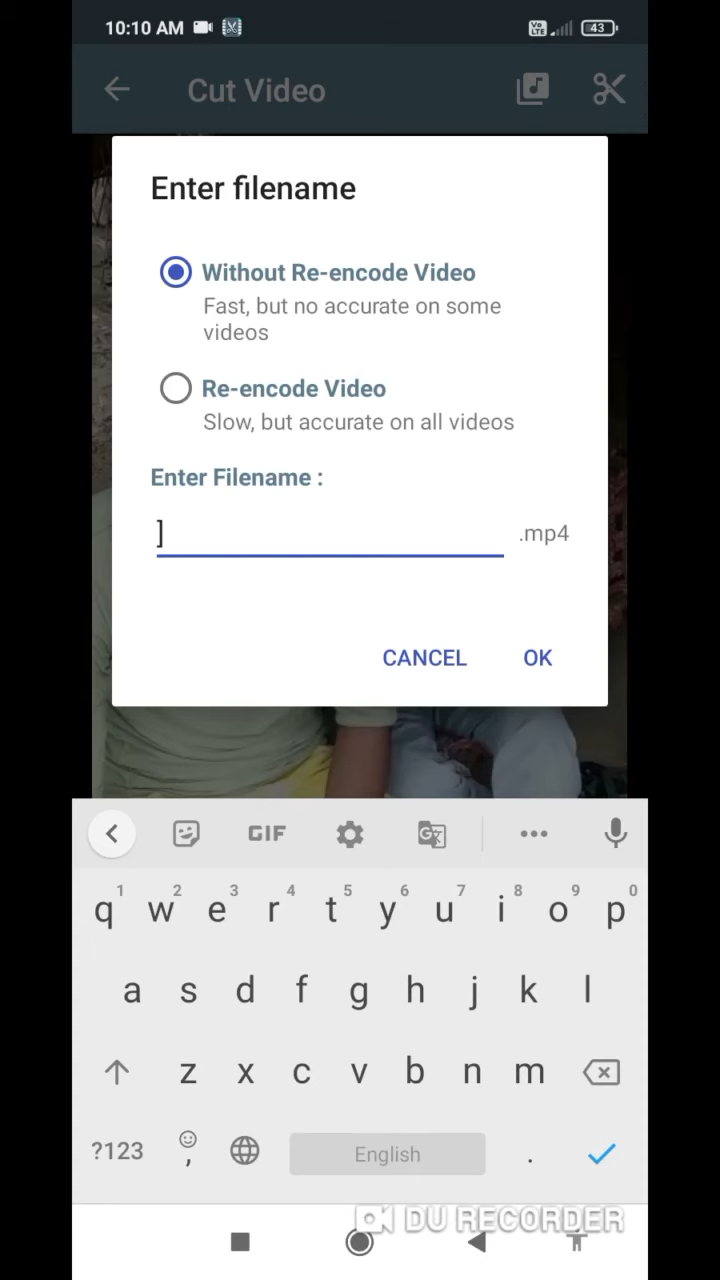 10:10 AM
Vo LTE 43
Cut Video
Enter filename
Without Re-encode Video
Fast, but no accurate on some
videos
Re-encode Video
Slow, but accurate on all videos
Enter Filename :
] .mp4
CANCEL OK
GIF
1 2 3 4 5 6 7 8 9 0
q w e r t y u i o p
a s d f g h j k l
z x c v b n m
?123 , English .
DU RECORDER